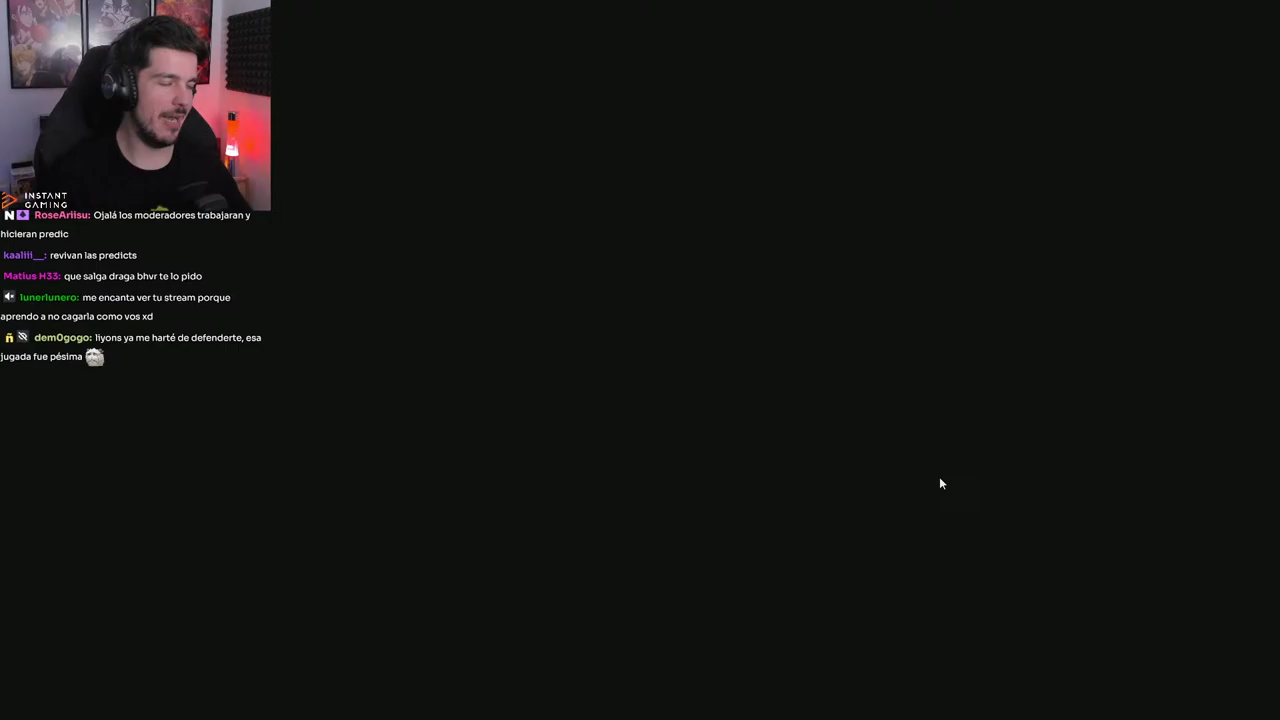 INSTANT
GAMING
RoseAriisu: Ojalá los moderadores trabajaran y
hicieran predic
kaaliii__: revivan las predicts
Matius H33: que salga draga bhvr te lo pido
lunerlunero: me encanta ver tu stream porque
aprendo a no cagarla como vos xd
dem0gogo: liyons ya me harté de defenderte, esa
jugada fue pésima